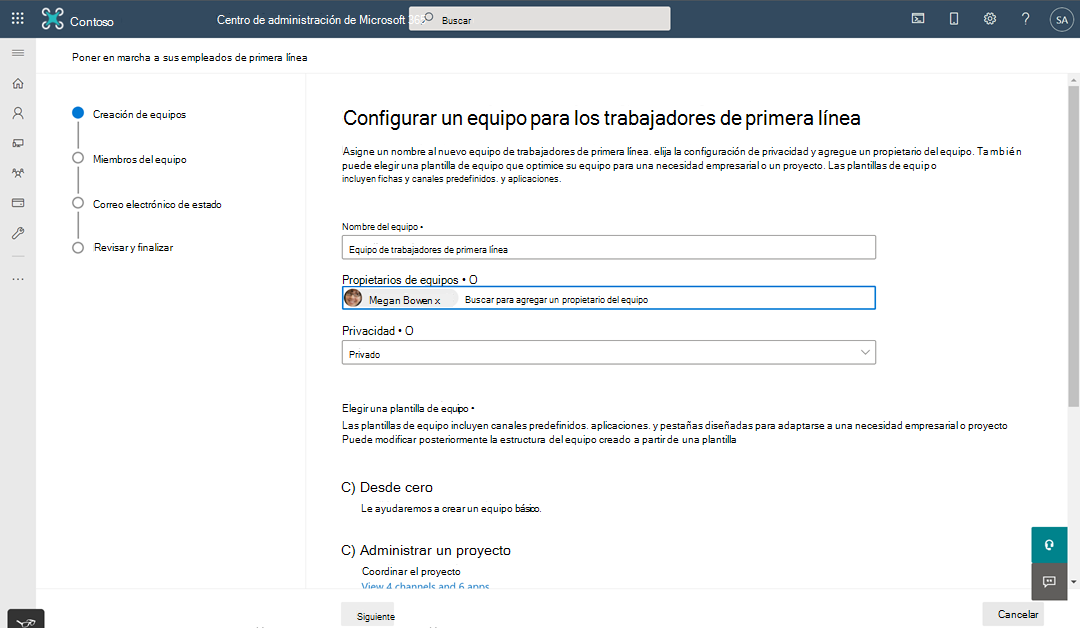 Contoso
Centro de administración de Microsoft 365
Buscar
SA
Poner en marcha a sus empleados de primera línea
Creación de equipos
Miembros del equipo
Correo electrónico de estado
Revisar y finalizar
Configurar un equipo para los trabajadores de primera línea
Asigne un nombre al nuevo equipo de trabajadores de primera línea. elija la configuración de privacidad y agregue un propietario del equipo. También
puede elegir una plantilla de equipo que optimice su equipo para una necesidad empresarial o un proyecto. Las plantillas de equipo
incluyen fichas y canales predefinidos. y aplicaciones.
Nombre del equipo •
Equipo de trabajadores de primera línea
Propietarios de equipos • O
Megan Bowen x Buscar para agregar un propietario del equipo
Privacidad • O
Privado
Elegir una plantilla de equipo •
Las plantillas de equipo incluyen canales predefinidos. aplicaciones. y pestañas diseñadas para adaptarse a una necesidad empresarial o proyecto
Puede modificar posteriormente la estructura del equipo creado a partir de una plantilla
C) Desde cero
Le ayudaremos a crear un equipo básico.
C) Administrar un proyecto
Coordinar el proyecto
View 4 channels and 6 apps
Siguiente
Cancelar